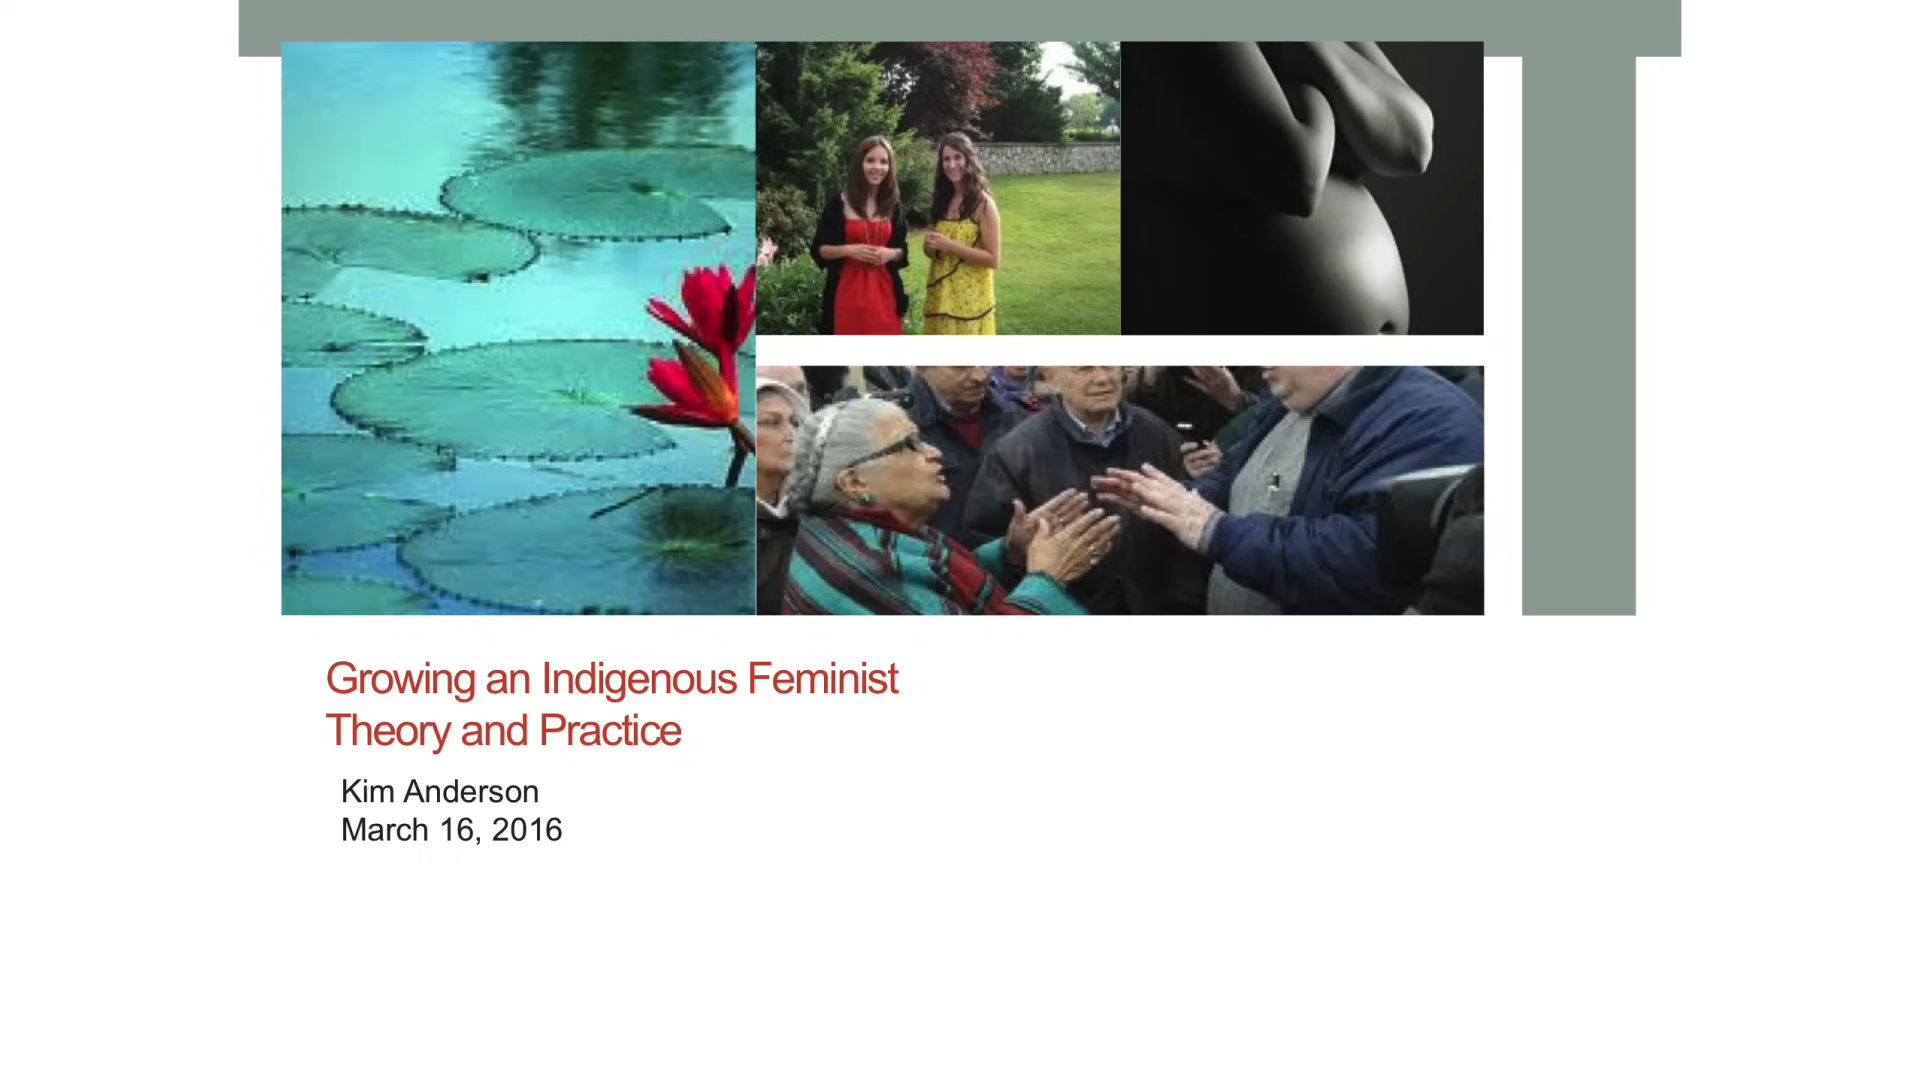 Growing an Indigenous Feminist
Theory and Practice
Kim Anderson
March 16, 2016